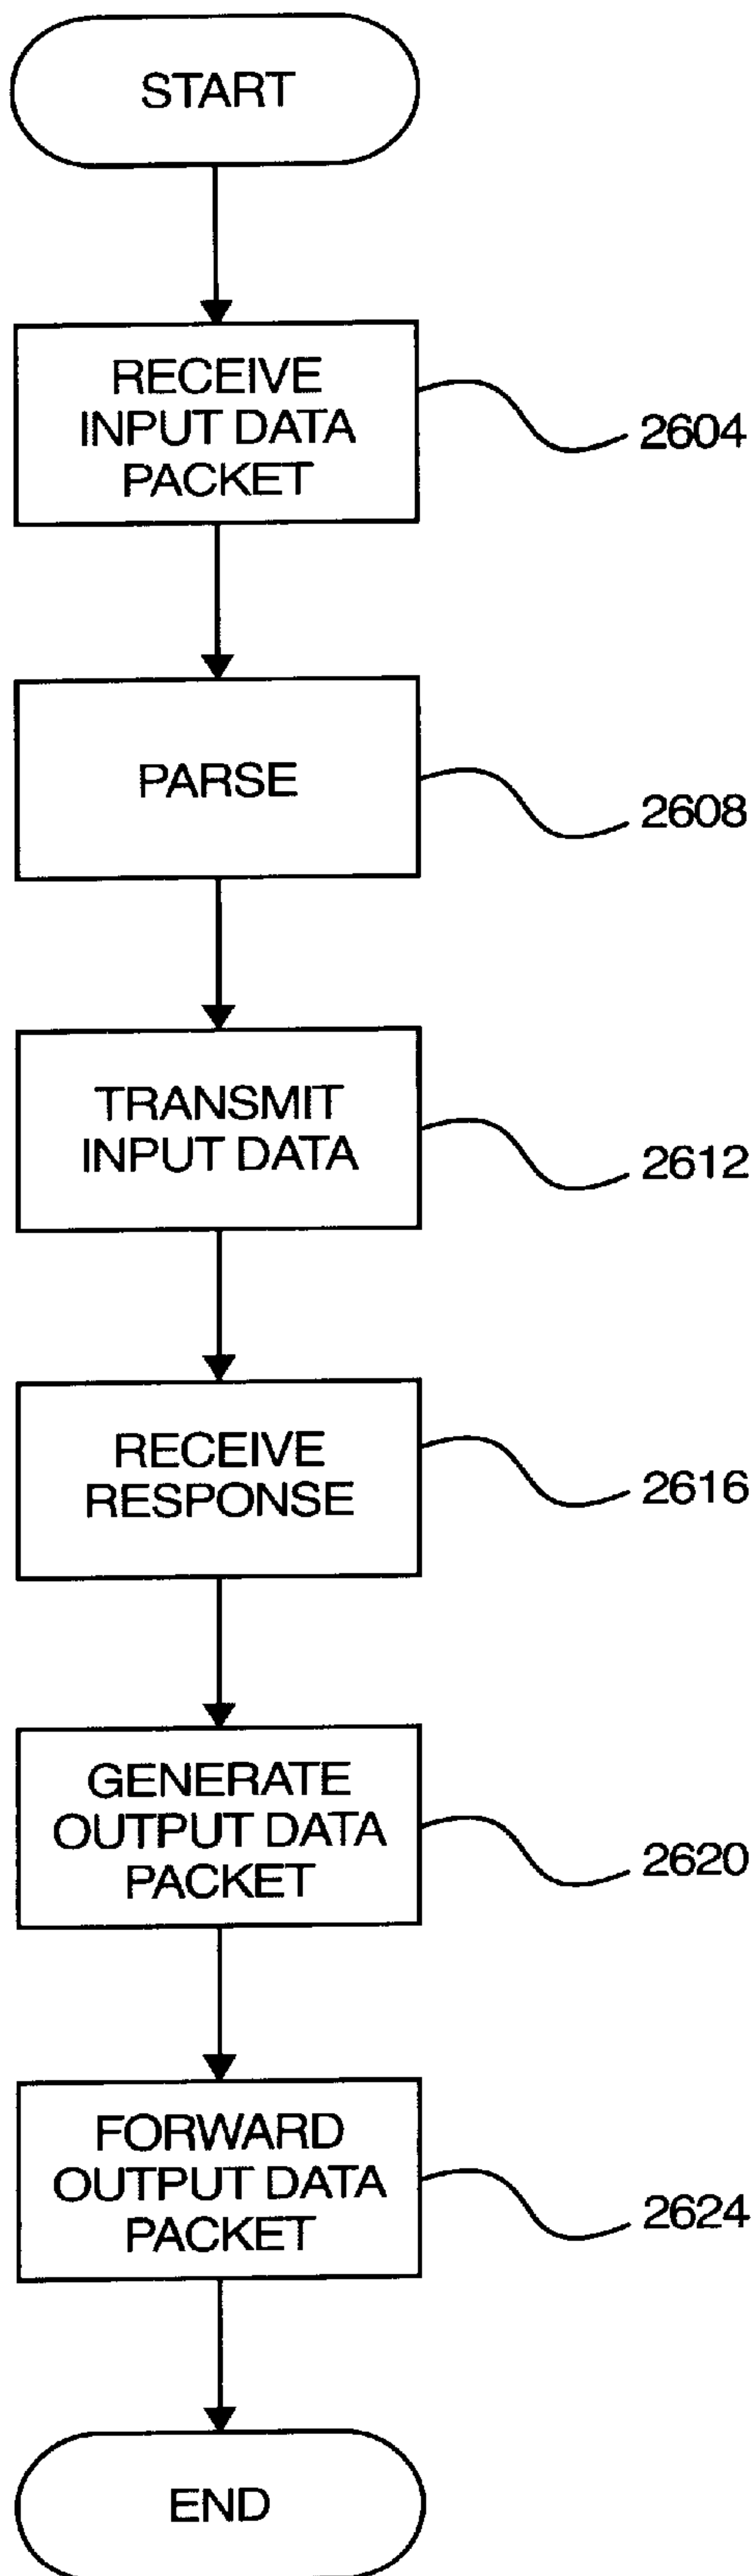 START
RECEIVE
INPUT DATA
PACKET
2604
PARSE
2608
TRANSMIT
INPUT DATA
2612
RECEIVE
RESPONSE
2616
GENERATE
OUTPUT DATA
PACKET
2620
FORWARD
OUTPUT DATA
PACKET
2624
END